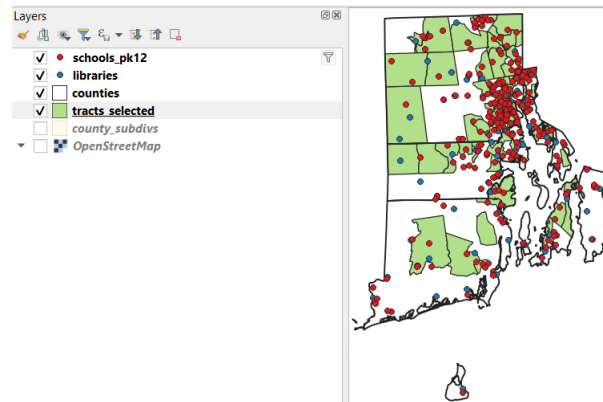 Layers
schools_pk12
libraries
counties
tracts_selected
county_subdivs
OpenStreetMap